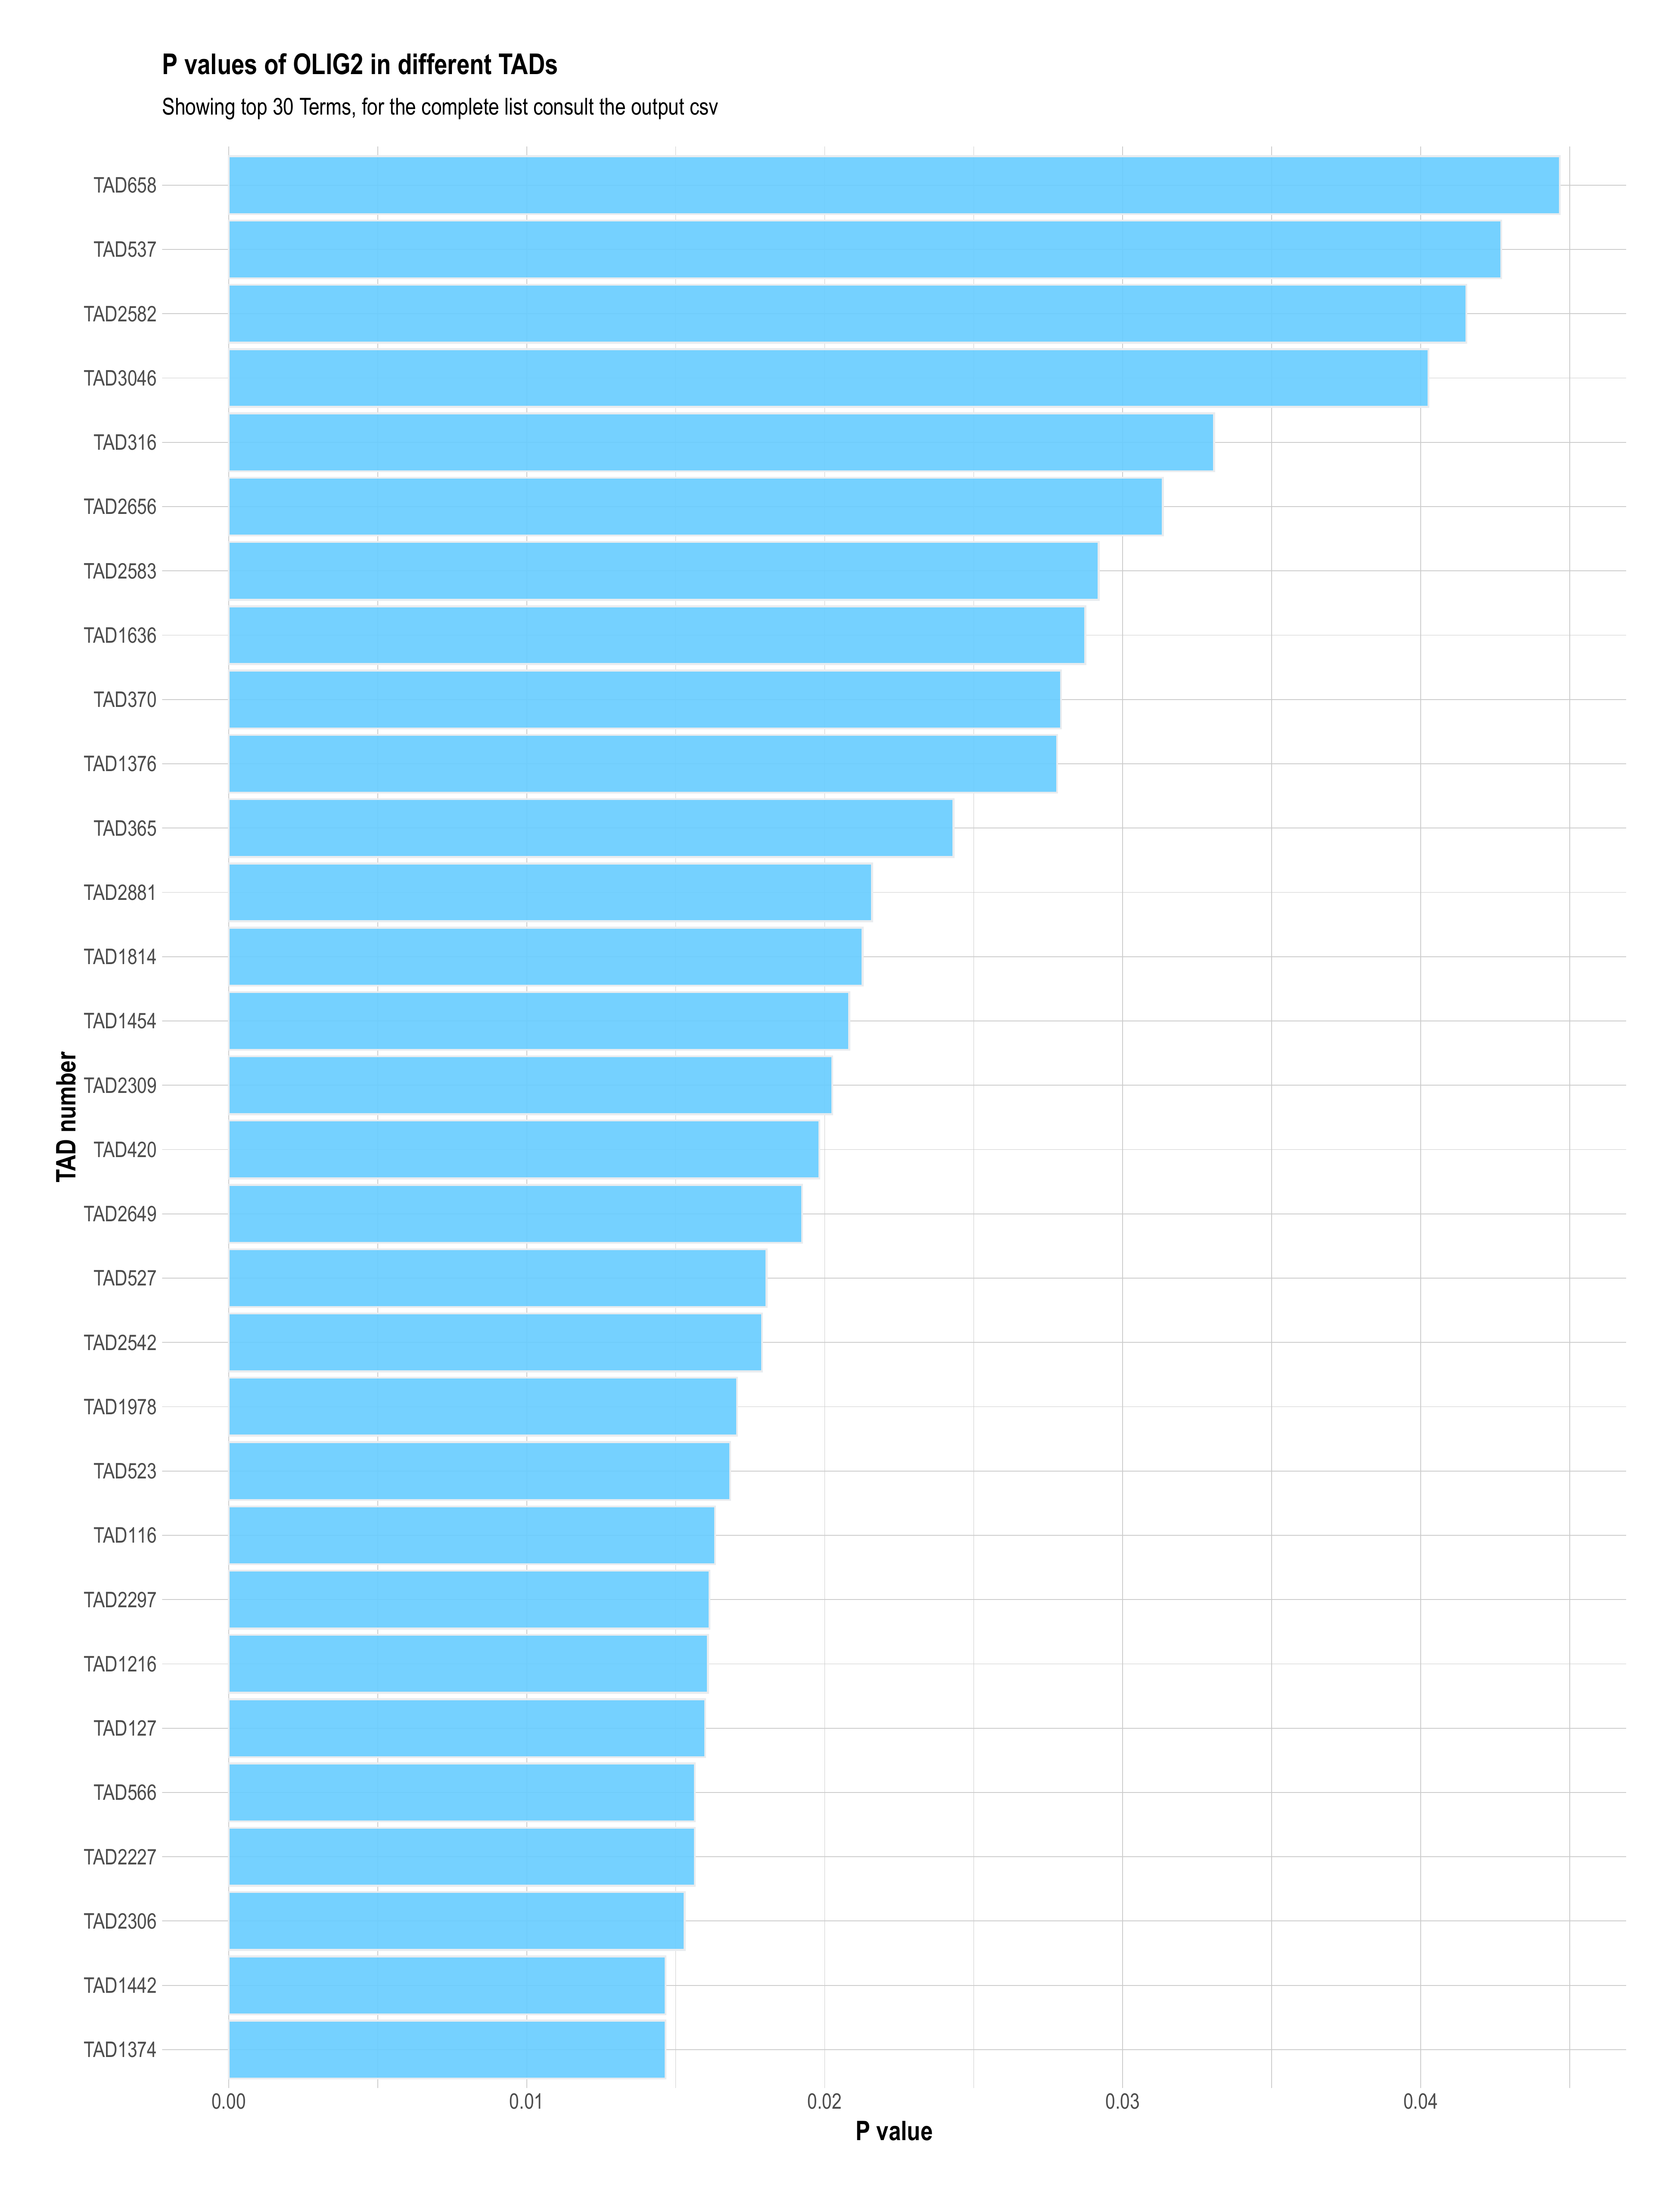 P values of OLIG2 in different TADs
Showing top 30 Terms, for the complete list consult the output csv
TAD658
TAD537
TAD2582
TAD3046
TAD316
TAD2656
TAD2583
TAD1636
TAD370
TAD1376
TAD365
TAD2881
TAD1814
TAD1454
TAD2309
TAD420
TAD2649
TAD527
TAD2542
TAD1978
TAD523
TAD116
TAD2297
TAD1216
TAD127
TAD566
TAD2227
TAD2306
TAD1442
TAD1374
TAD number
0.00 0.01 0.02 0.03 0.04
P value